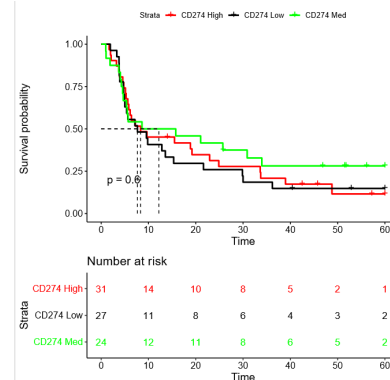 Strata CD274 High CD274 Low CD274 Med
Survival probability
1.00
0.75
0.50
0.25
0.00
p = 0.6
0 10 20 30 40 50 60
Time
Number at risk
Strata
CD274 High 31 14 10 8 5 2 1
CD274 Low 27 11 8 6 4 3 2
CD274 Med 24 12 11 8 6 5 2
0 10 20 30 40 50 60
Time